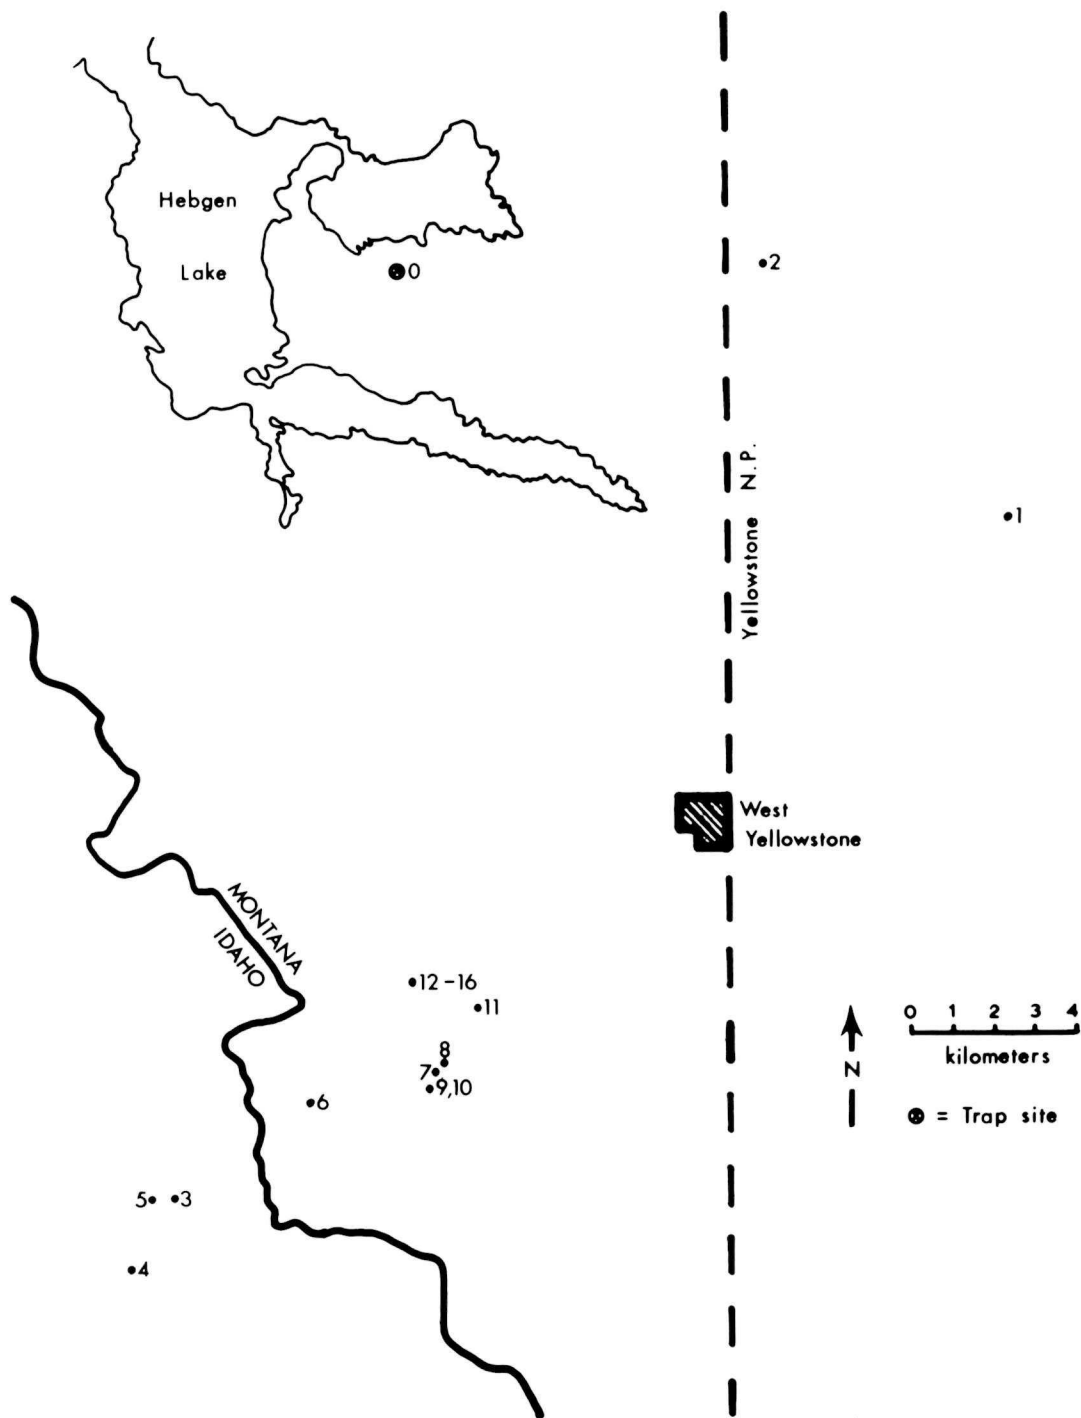 Hebgen
Lake
0
2
Yellowstone N.P.
1
West
Yellowstone
MONTANA
IDAHO
12-16
11
8
7
9,10
6
5
3
4
0 1 2 3 4
kilometers
N
= Trap site